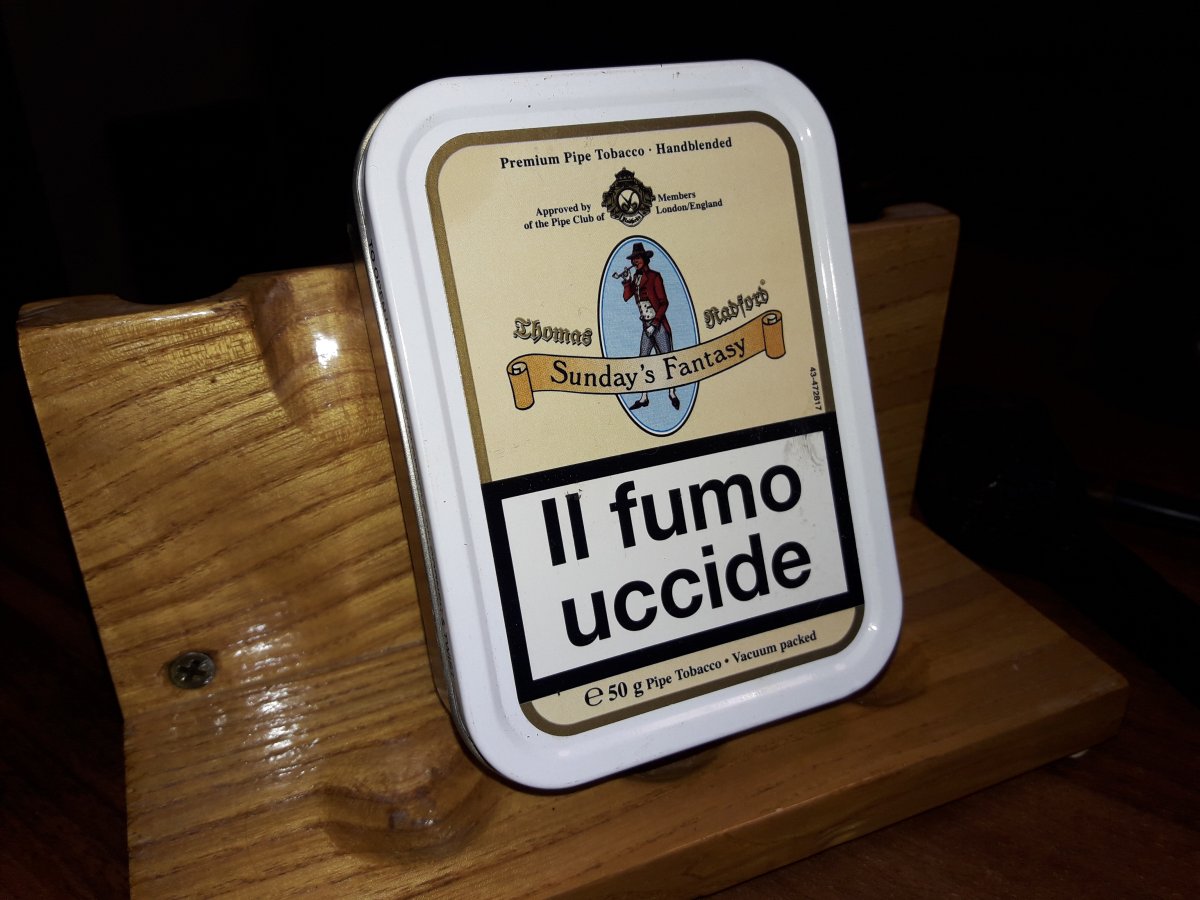 Premium Pipe Tobacco · Handblended
Approved by Members
of the Pipe Club of London/England
Thomas Radford®
Sunday's Fantasy
43-472817
Il fumo
uccide
℮ 50 g Pipe Tobacco • Vacuum packed